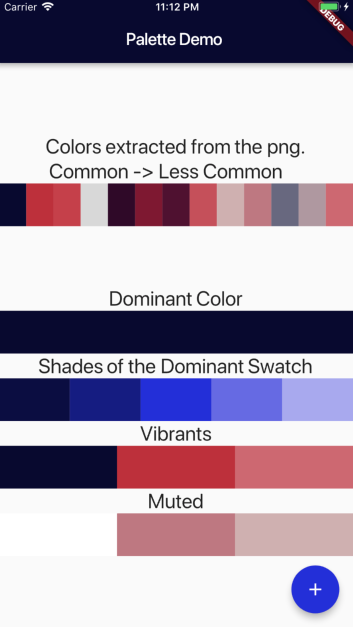 Carrier
11:12 PM
DEBUG
Palette Demo
Colors extracted from the png.
Common -> Less Common
Dominant Color
Shades of the Dominant Swatch
Vibrants
Muted
+